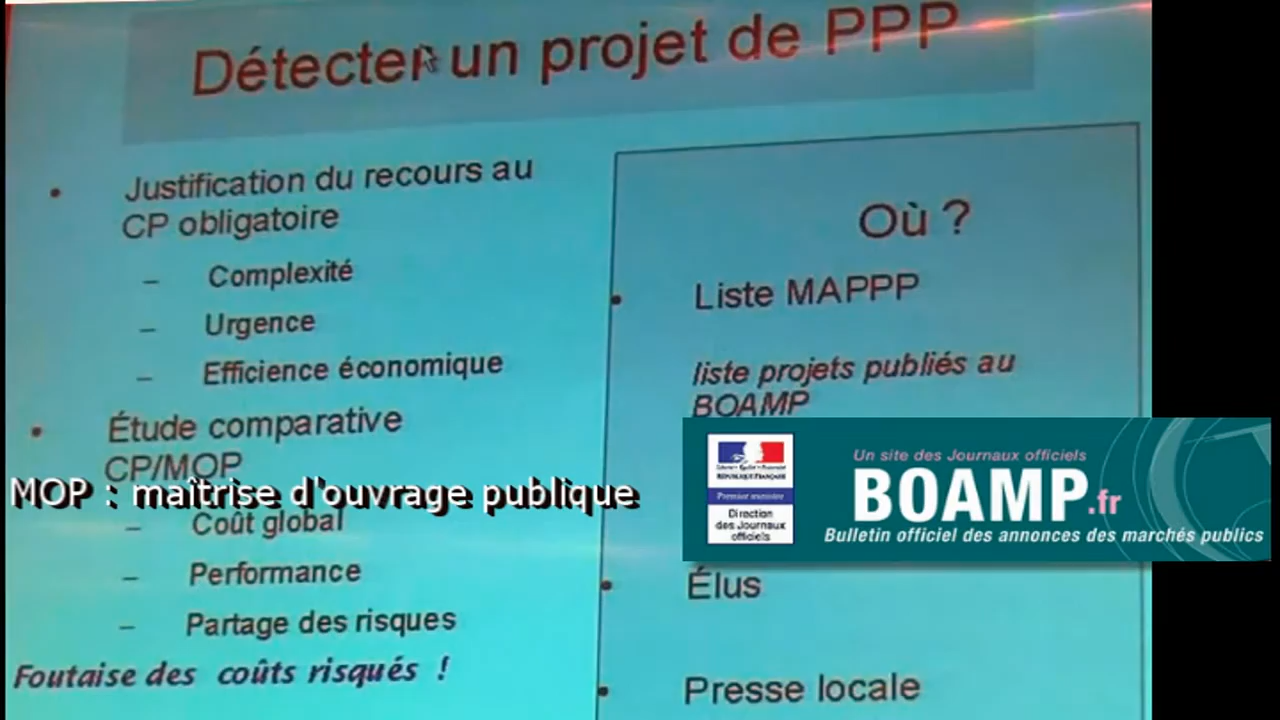 Détecter un projet de PPP
Justification du recours au
CP obligatoire
– Complexité
– Urgence
– Efficience économique
Étude comparative
CP/MOP
MOP : maîtrise d'ouvrage publique
– Coût global
– Performance
– Partage des risques
Foutaise des coûts risqués !
Où ?
Liste MAPPP
liste projets publiés au
BOAMP
Liberté • Égalité • Fraternité
RÉPUBLIQUE FRANÇAISE
Premier ministre
Direction
des Journaux
officiels
Un site des Journaux officiels
BOAMP.fr
Bulletin officiel des annonces des marchés publics
Élus
Presse locale